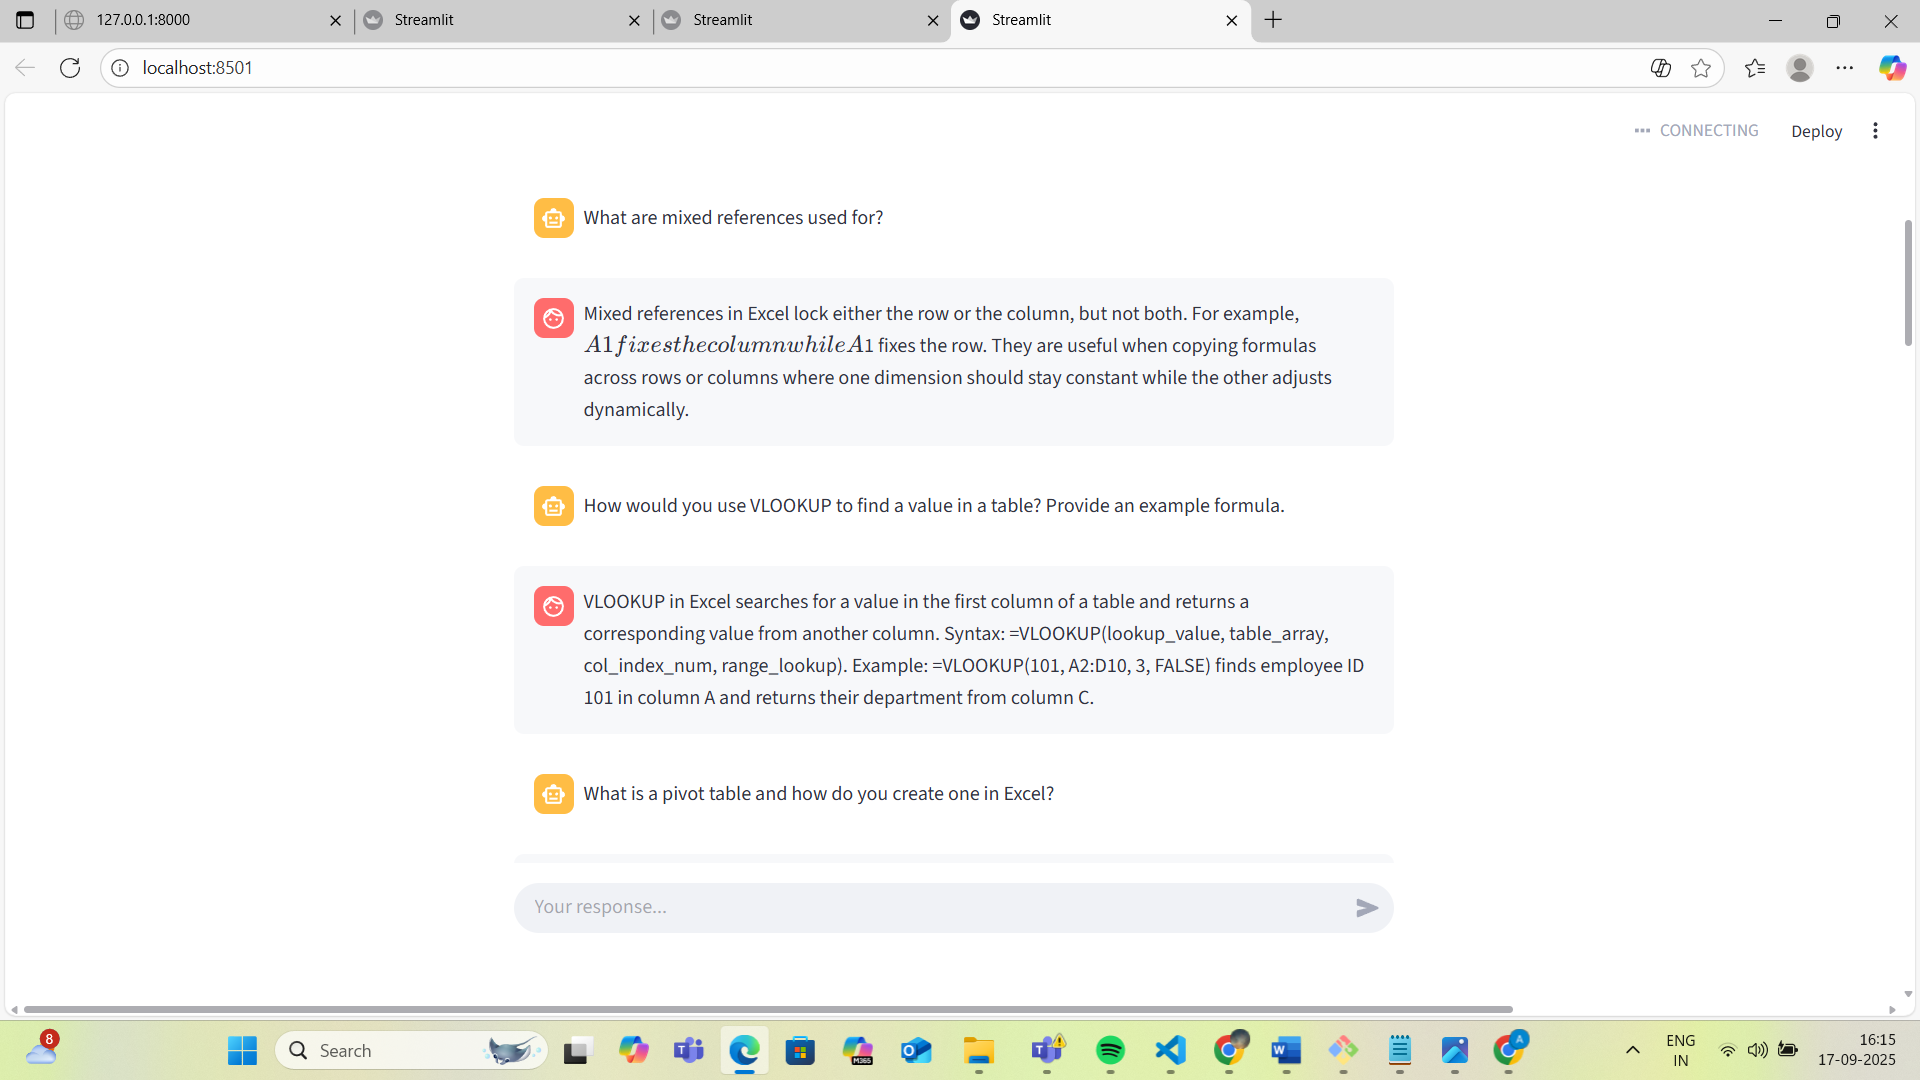 127.0.0.1:8000
Streamlit
Streamlit
Streamlit
localhost:8501
CONNECTING
Deploy
What are mixed references used for?
Mixed references in Excel lock either the row or the column, but not both. For example,
A1fixesthecolumnwhileA1 fixes the row. They are useful when copying formulas
across rows or columns where one dimension should stay constant while the other adjusts
dynamically.
How would you use VLOOKUP to find a value in a table? Provide an example formula.
VLOOKUP in Excel searches for a value in the first column of a table and returns a
corresponding value from another column. Syntax: =VLOOKUP(lookup_value, table_array,
col_index_num, range_lookup). Example: =VLOOKUP(101, A2:D10, 3, FALSE) finds employee ID
101 in column A and returns their department from column C.
What is a pivot table and how do you create one in Excel?
Your response...
8
Search
M365
A
ENG
IN
16:15
17-09-2025